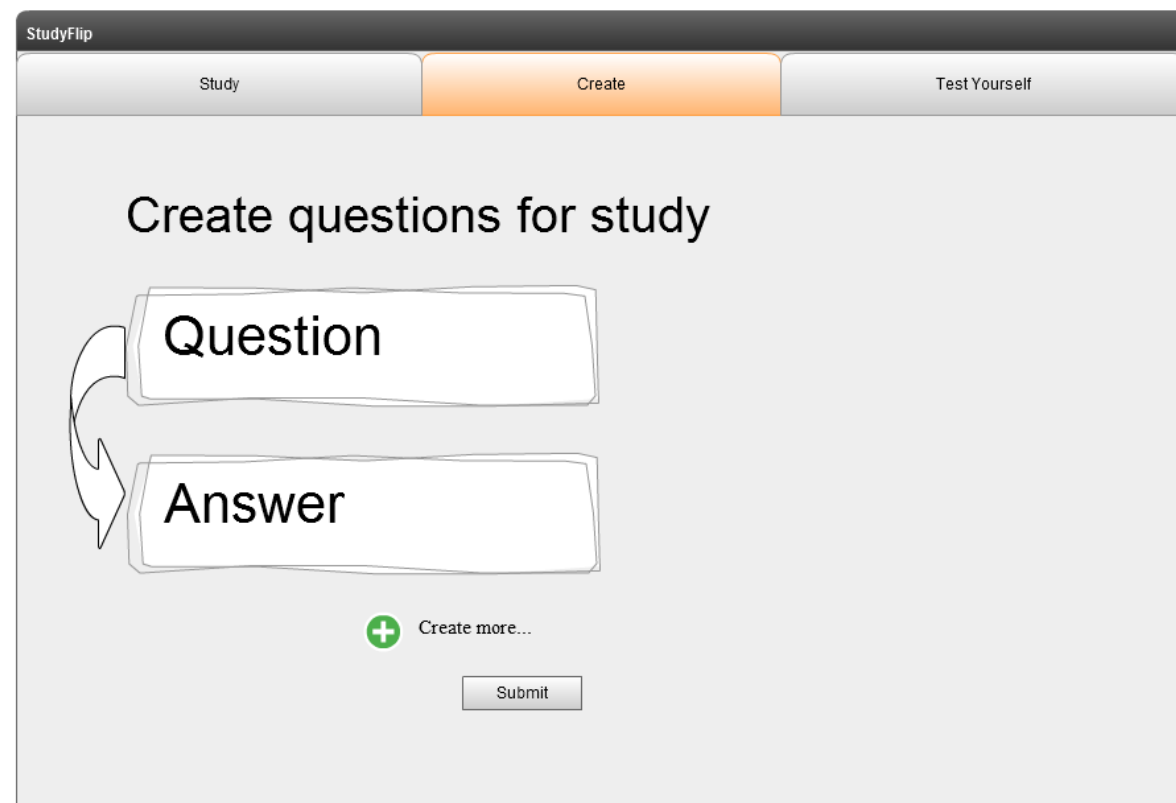 StudyFlip
Study Create Test Yourself
Create questions for study
Question
Answer
Create more...
Submit